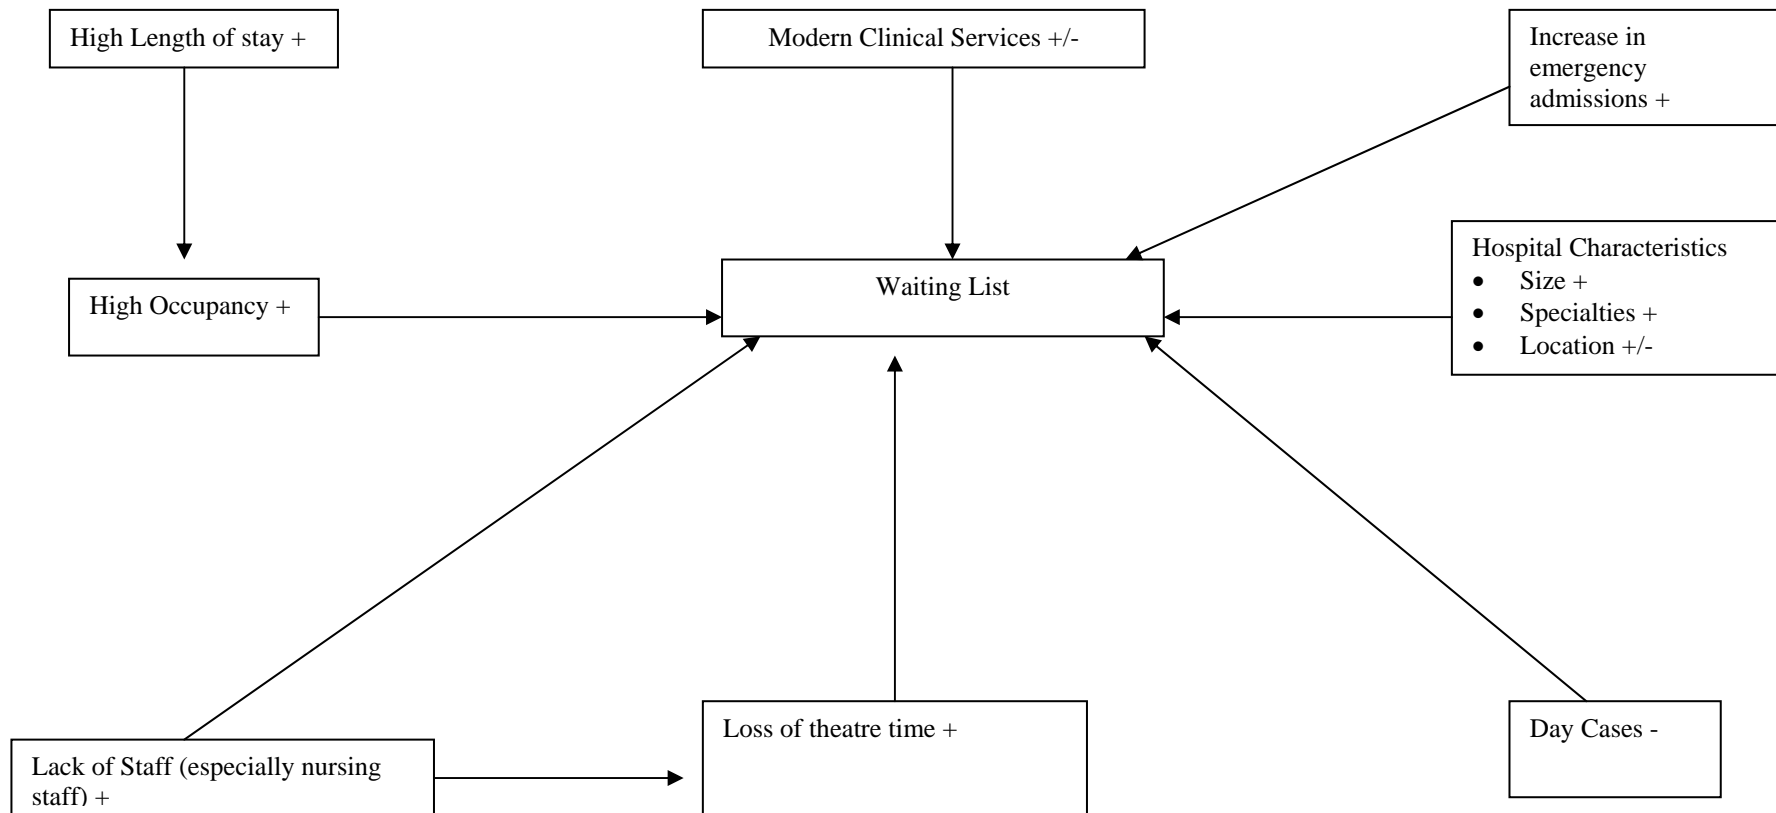 High Length of stay +
Modern Clinical Services +/-
Increase in
emergency
admissions +
Hospital Characteristics
• Size +
• Specialties +
• Location +/-
High Occupancy +
Waiting List
Loss of theatre time +
Day Cases -
Lack of Staff (especially nursing
staff) +